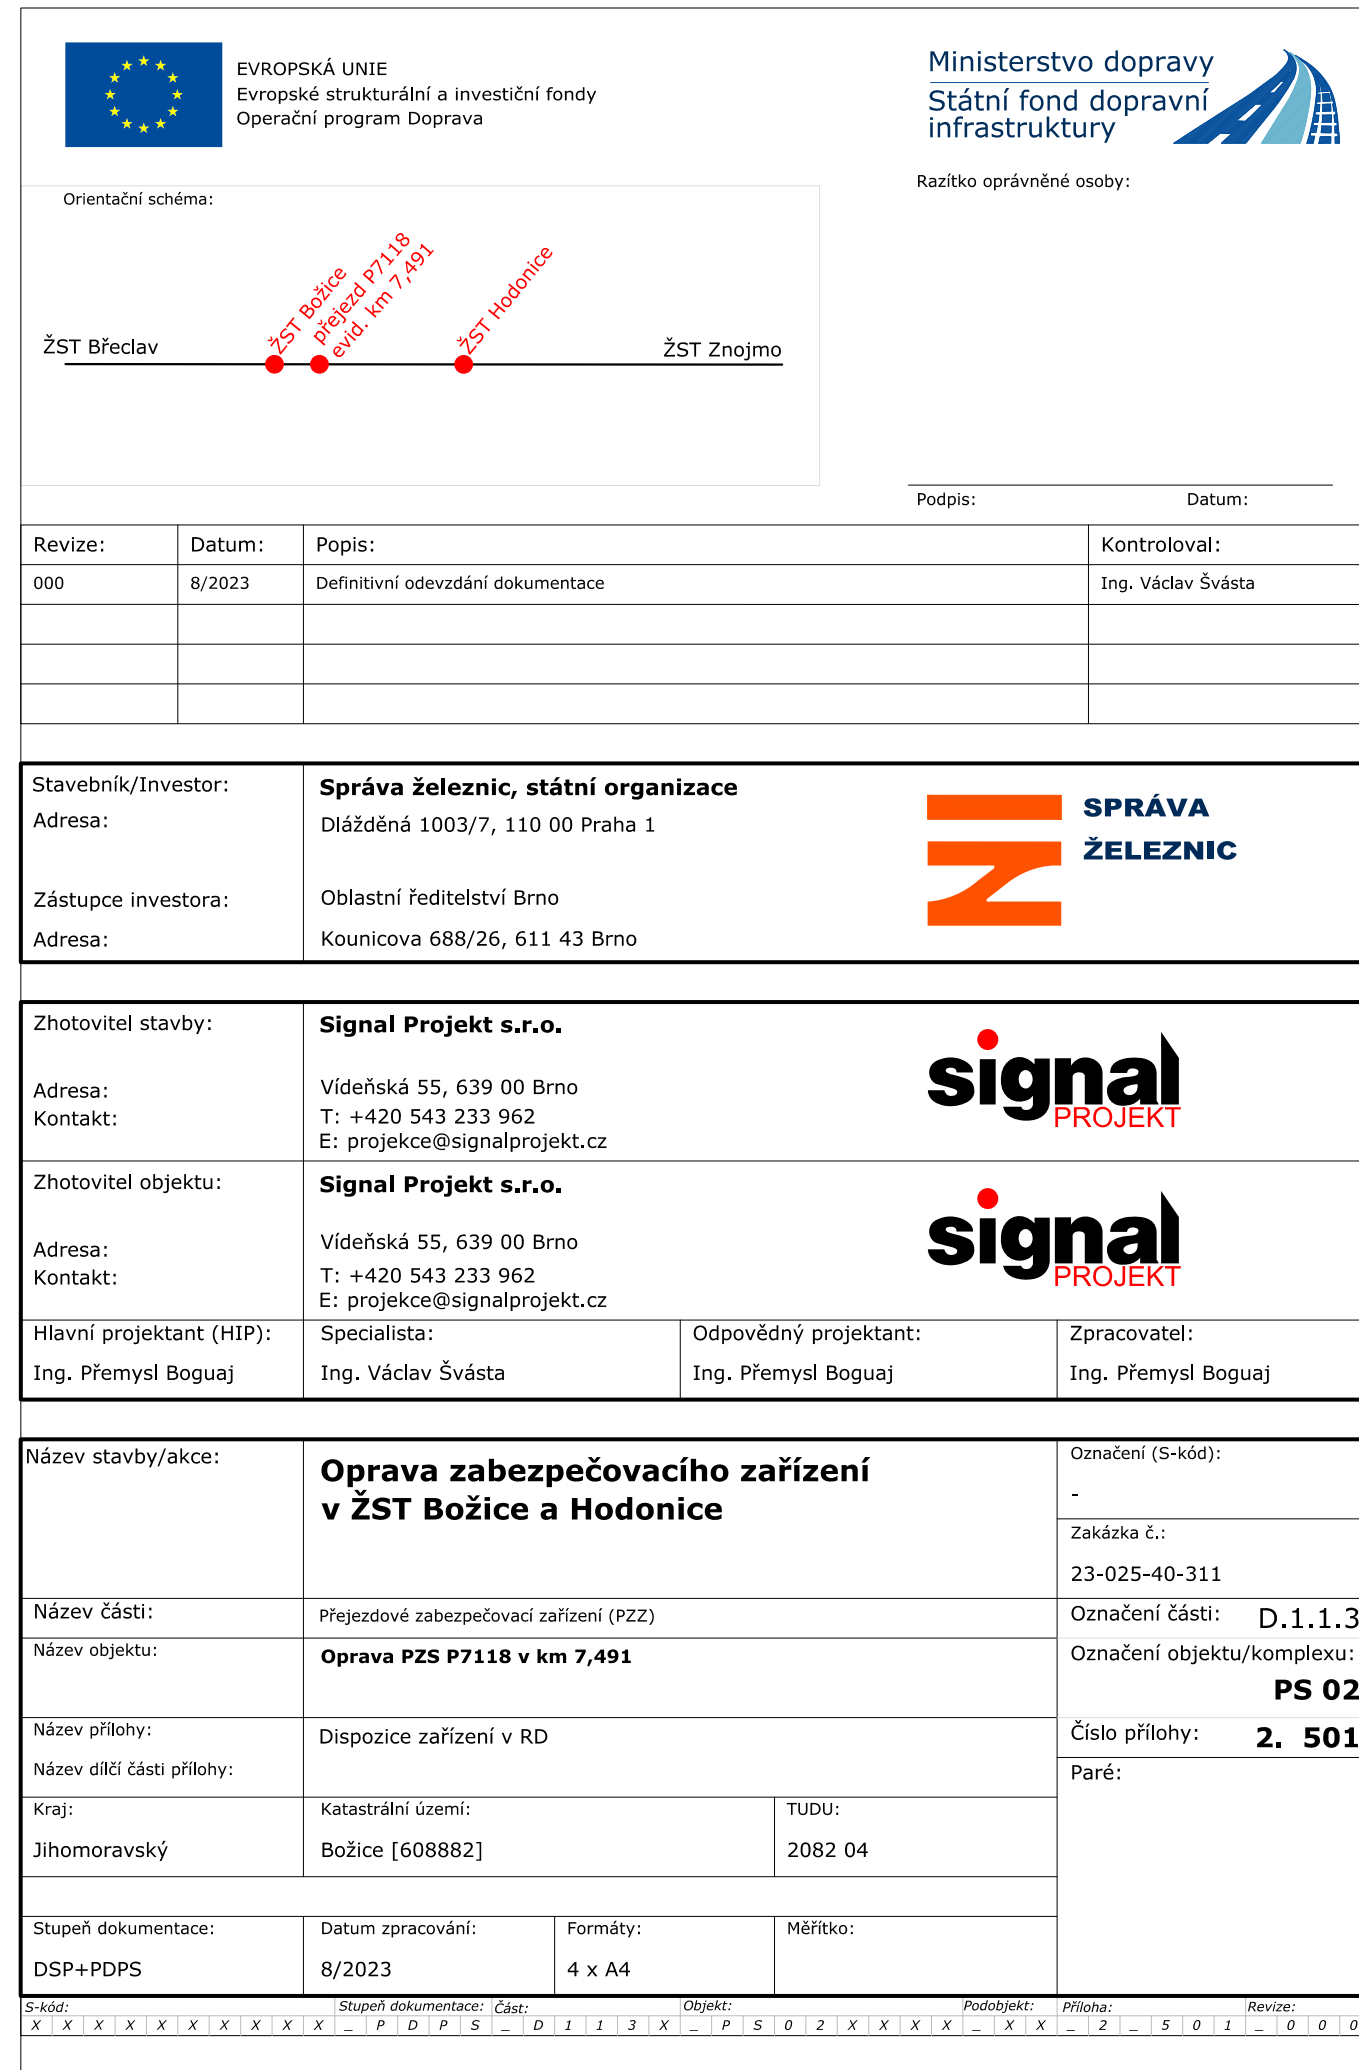 EVROPSKÁ UNIE
Evropské strukturální a investiční fondy
Operační program Doprava
Ministerstvo dopravy
Státní fond dopravní
infrastruktury
Razítko oprávněné osoby:
Orientační schéma:
ŽST Břeclav
ŽST Božice
přejezd P7118
evid. km 7,491
ŽST Hodonice
ŽST Znojmo
Podpis: Datum:
Revize: Datum: Popis: Kontroloval:
000 8/2023 Definitivní odevzdání dokumentace Ing. Václav Švásta
Stavebník/Investor: Správa železnic, státní organizace
Adresa: Dlážděná 1003/7, 110 00 Praha 1
SPRÁVA
ŽELEZNIC
Zástupce investora: Oblastní ředitelství Brno
Adresa: Kounicova 688/26, 611 43 Brno
Zhotovitel stavby: Signal Projekt s.r.o.
Adresa: Vídeňská 55, 639 00 Brno
Kontakt: T: +420 543 233 962
E: projekce@signalprojekt.cz
signal
PROJEKT
Zhotovitel objektu: Signal Projekt s.r.o.
Adresa: Vídeňská 55, 639 00 Brno
Kontakt: T: +420 543 233 962
E: projekce@signalprojekt.cz
signal
PROJEKT
Hlavní projektant (HIP): Specialista: Odpovědný projektant: Zpracovatel:
Ing. Přemysl Boguaj Ing. Václav Švásta Ing. Přemysl Boguaj Ing. Přemysl Boguaj
Název stavby/akce: Oprava zabezpečovacího zařízení
v ŽST Božice a Hodonice
Označení (S-kód):
-
Zakázka č.:
23-025-40-311
Název části: Přejezdové zabezpečovací zařízení (PZZ) Označení části: D.1.1.3
Název objektu: Oprava PZS P7118 v km 7,491 Označení objektu/komplexu:
PS 02
Název přílohy: Dispozice zařízení v RD Číslo přílohy: 2. 501
Název dílčí části přílohy: Paré:
Kraj: Katastrální území: TUDU:
Jihomoravský Božice [608882] 2082 04
Stupeň dokumentace: Datum zpracování: Formáty: Měřítko:
DSP+PDPS 8/2023 4 x A4
S-kód: Stupeň dokumentace: Část: Objekt: Podobjekt: Příloha: Revize:
X X X X X X X X X X _ P D P S _ D 1 1 3 X _ P S 0 2 X X X X _ X X _ 2 _ 5 0 1 _ 0 0 0